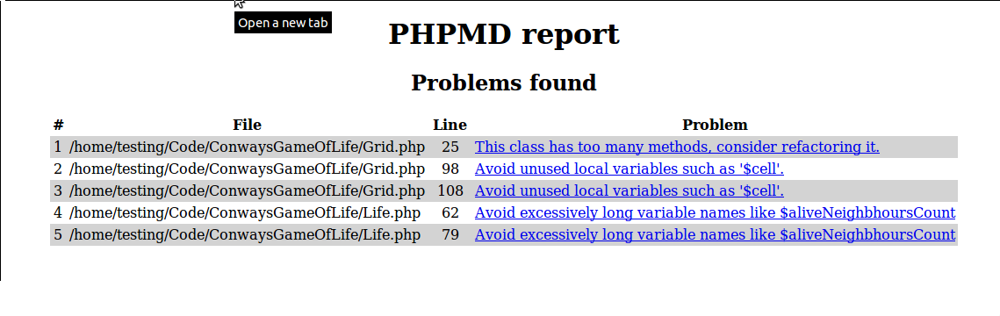 Open a new tab
PHPMD report
Problems found
# File Line Problem
1 /home/testing/Code/ConwaysGameOfLife/Grid.php 25 This class has too many methods, consider refactoring it.
2 /home/testing/Code/ConwaysGameOfLife/Grid.php 98 Avoid unused local variables such as '$cell'.
3 /home/testing/Code/ConwaysGameOfLife/Grid.php 108 Avoid unused local variables such as '$cell'.
4 /home/testing/Code/ConwaysGameOfLife/Life.php 62 Avoid excessively long variable names like $aliveNeighbhoursCount
5 /home/testing/Code/ConwaysGameOfLife/Life.php 79 Avoid excessively long variable names like $aliveNeighbhoursCount